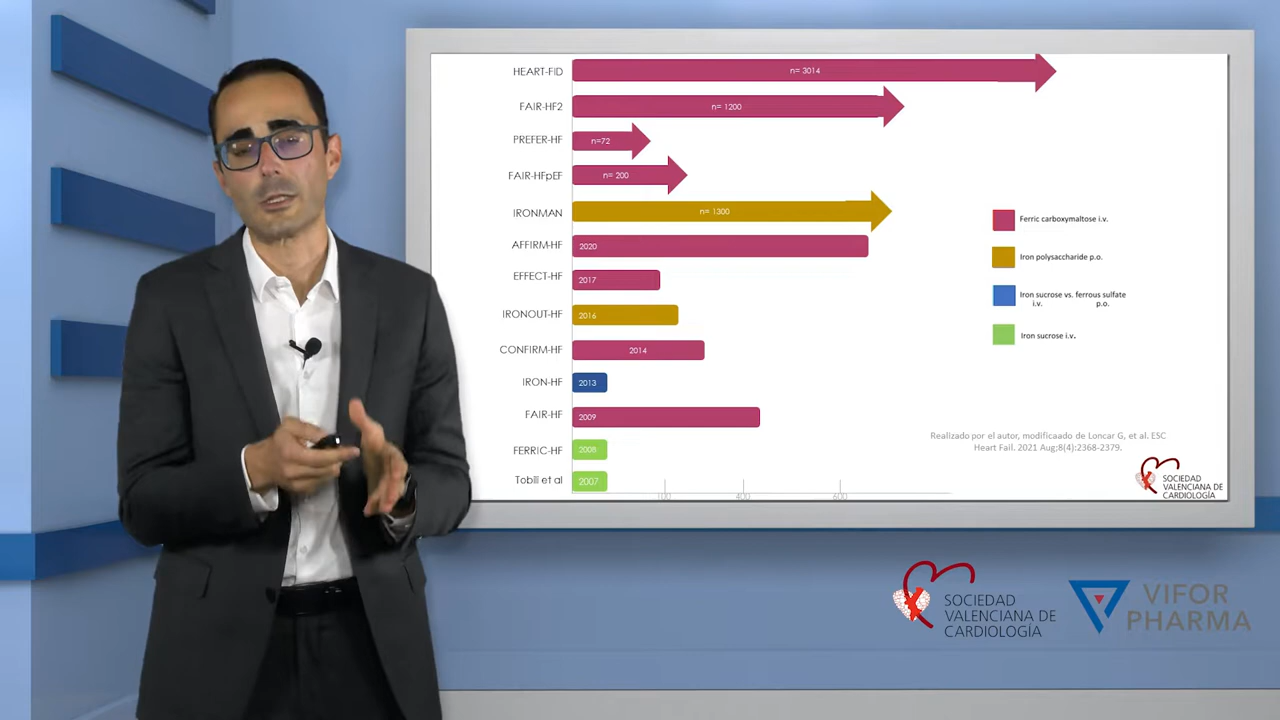 HEART-FID n= 3014
FAIR-HF2 n= 1200
PREFER-HF n=72
FAIR-HFpEF n= 200
IRONMAN n= 1300
AFFIRM-HF 2020
EFFECT-HF 2017
IRONOUT-HF 2016
CONFIRM-HF 2014
IRON-HF 2013
FAIR-HF 2009
FERRIC-HF 2008
Tobli et al 2007
100 400 600
Ferric carboxymaltose i.v.
Iron polysaccharide p.o.
Iron sucrose vs. ferrous sulfate
i.v. p.o.
Iron sucrose i.v.
Realizado por el autor, modificaado de Loncar G, et al. ESC
Heart Fail. 2021 Aug;8(4):2368-2379.
SOCIEDAD
VALENCIANA DE
CARDIOLOGÍA
SOCIEDAD
VALENCIANA DE
CARDIOLOGÍA
VIFOR
PHARMA